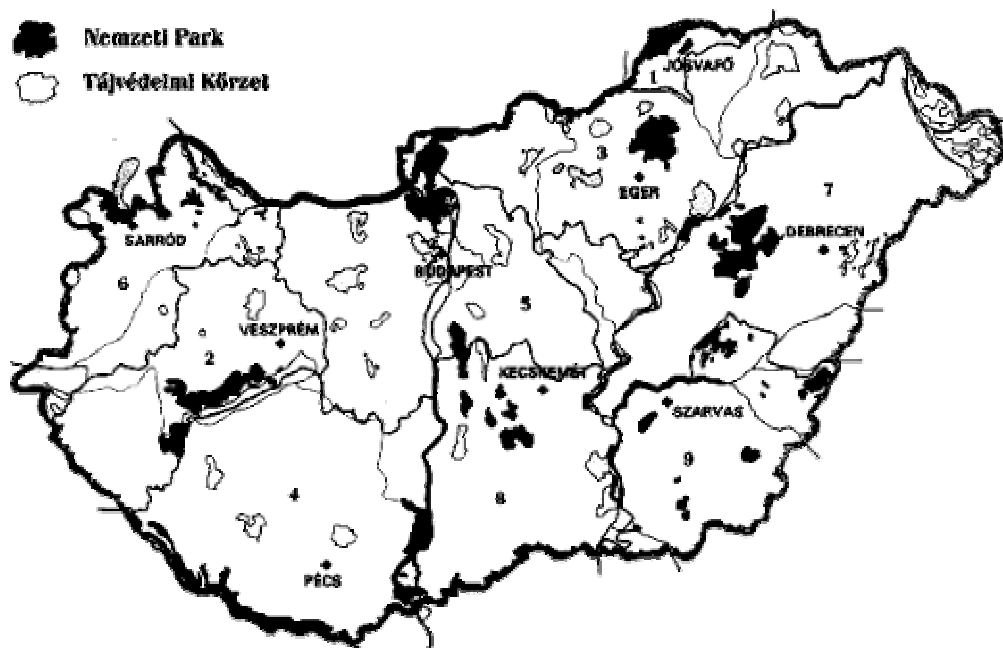 Nemzeti Park
Tájvédelmi Körzet
JÓSVAFŐ
1
3
EGER
7
DEBRECEN
SARRÓD
BUDAPEST
6
5
VESZPRÉM
2
KECSKEMÉT
SZARVAS
9
4
8
PÉCS